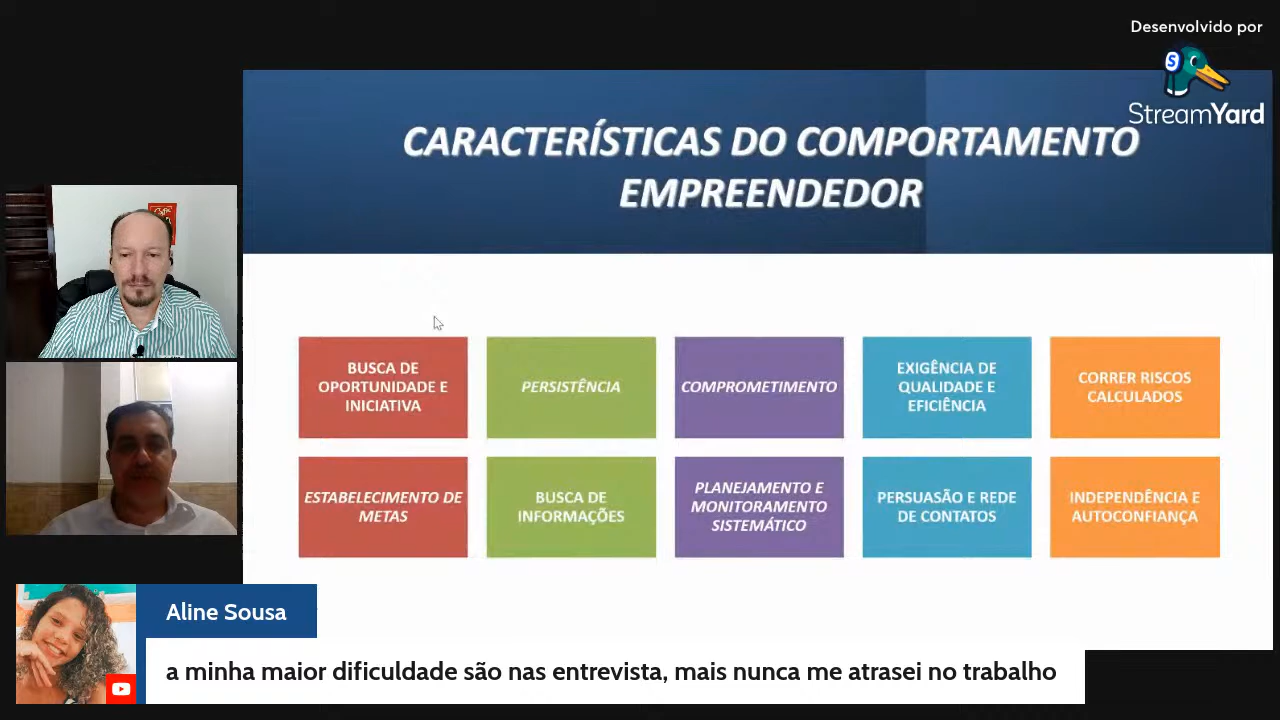 Desenvolvido por
StreamYard
CARACTERÍSTICAS DO COMPORTAMENTO
EMPREENDEDOR
BUSCA DE
OPORTUNIDADE E
INICIATIVA
PERSISTÊNCIA
COMPROMETIMENTO
EXIGÊNCIA DE
QUALIDADE E
EFICIÊNCIA
CORRER RISCOS
CALCULADOS
ESTABELECIMENTO DE
METAS
BUSCA DE
INFORMAÇÕES
PLANEJAMENTO E
MONITORAMENTO
SISTEMÁTICO
PERSUASÃO E REDE
DE CONTATOS
INDEPENDÊNCIA E
AUTOCONFIANÇA
Aline Sousa
a minha maior dificuldade são nas entrevista, mais nunca me atrasei no trabalho